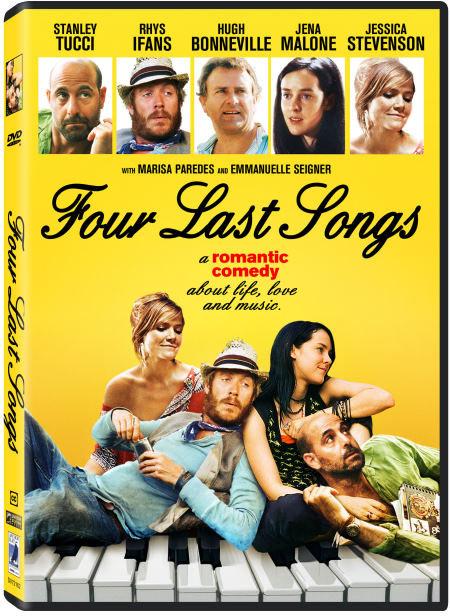 STANLEY TUCCI
RHYS IFANS
HUGH BONNEVILLE
JENA MALONE
JESSICA STEVENSON
WITH MARISA PAREDES AND EMMANUELLE SEIGNER
Four Last Songs
a romantic
comedy
about life, love
and music.
DVD
Four Last Songs